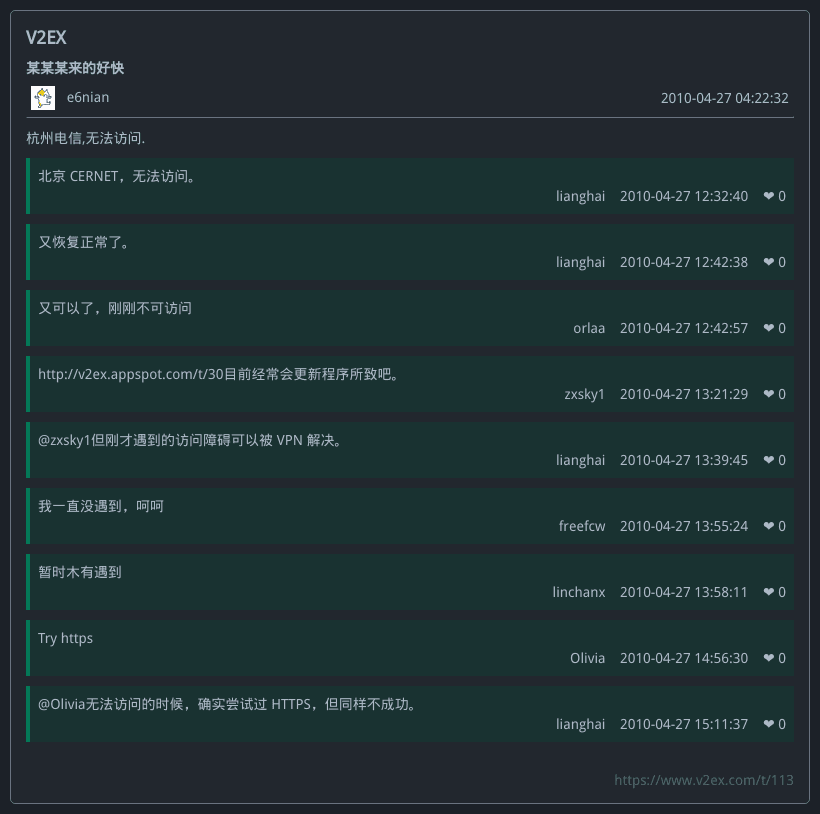 V2EX
某某某来的好快
e6nian 2010-04-27 04:22:32
杭州电信,无法访问.
北京 CERNET，无法访问。
lianghai 2010-04-27 12:32:40 ❤ 0
又恢复正常了。
lianghai 2010-04-27 12:42:38 ❤ 0
又可以了，刚刚不可访问
orlaa 2010-04-27 12:42:57 ❤ 0
http://v2ex.appspot.com/t/30目前经常会更新程序所致吧。
zxsky1 2010-04-27 13:21:29 ❤ 0
@zxsky1但刚才遇到的访问障碍可以被 VPN 解决。
lianghai 2010-04-27 13:39:45 ❤ 0
我一直没遇到，呵呵
freefcw 2010-04-27 13:55:24 ❤ 0
暂时木有遇到
linchanx 2010-04-27 13:58:11 ❤ 0
Try https
Olivia 2010-04-27 14:56:30 ❤ 0
@Olivia无法访问的时候，确实尝试过 HTTPS，但同样不成功。
lianghai 2010-04-27 15:11:37 ❤ 0
https://www.v2ex.com/t/113